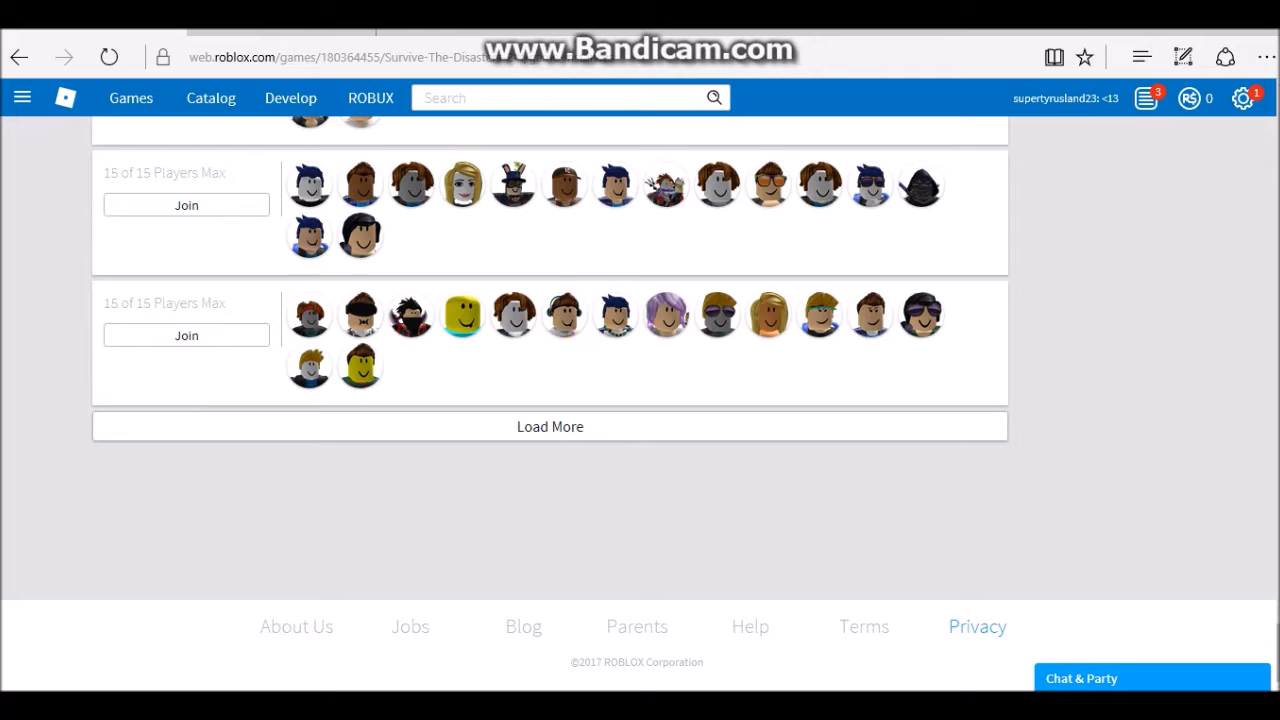 www.Bandicam.com
web.roblox.com/games/180364455/Survive-The-Disast
Games Catalog Develop ROBUX Search supertyrusland23: <13 3 R$ 0 1
15 of 15 Players Max
Join
15 of 15 Players Max
Join
Load More
About Us Jobs Blog Parents Help Terms Privacy
©2017 ROBLOX Corporation
Chat & Party